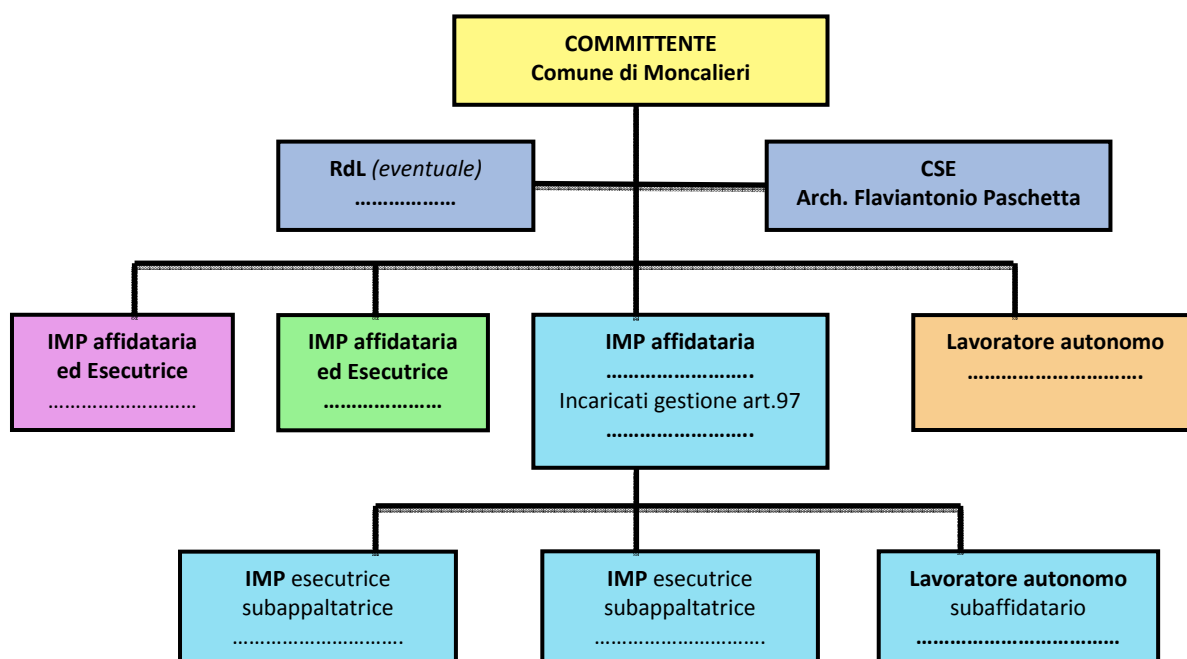 COMMITTENTE
Comune di Moncalieri
RdL (eventuale)
………………
CSE
Arch. Flaviantonio Paschetta
IMP affidataria
ed Esecutrice
………………………
IMP affidataria
ed Esecutrice
…………………
IMP affidataria
……………………..
Incaricati gestione art.97
……………………..
Lavoratore autonomo
………………………….
IMP esecutrice
subappaltatrice
……………………….
IMP esecutrice
subappaltatrice
……………………….
Lavoratore autonomo
subaffidatario
…………………………………